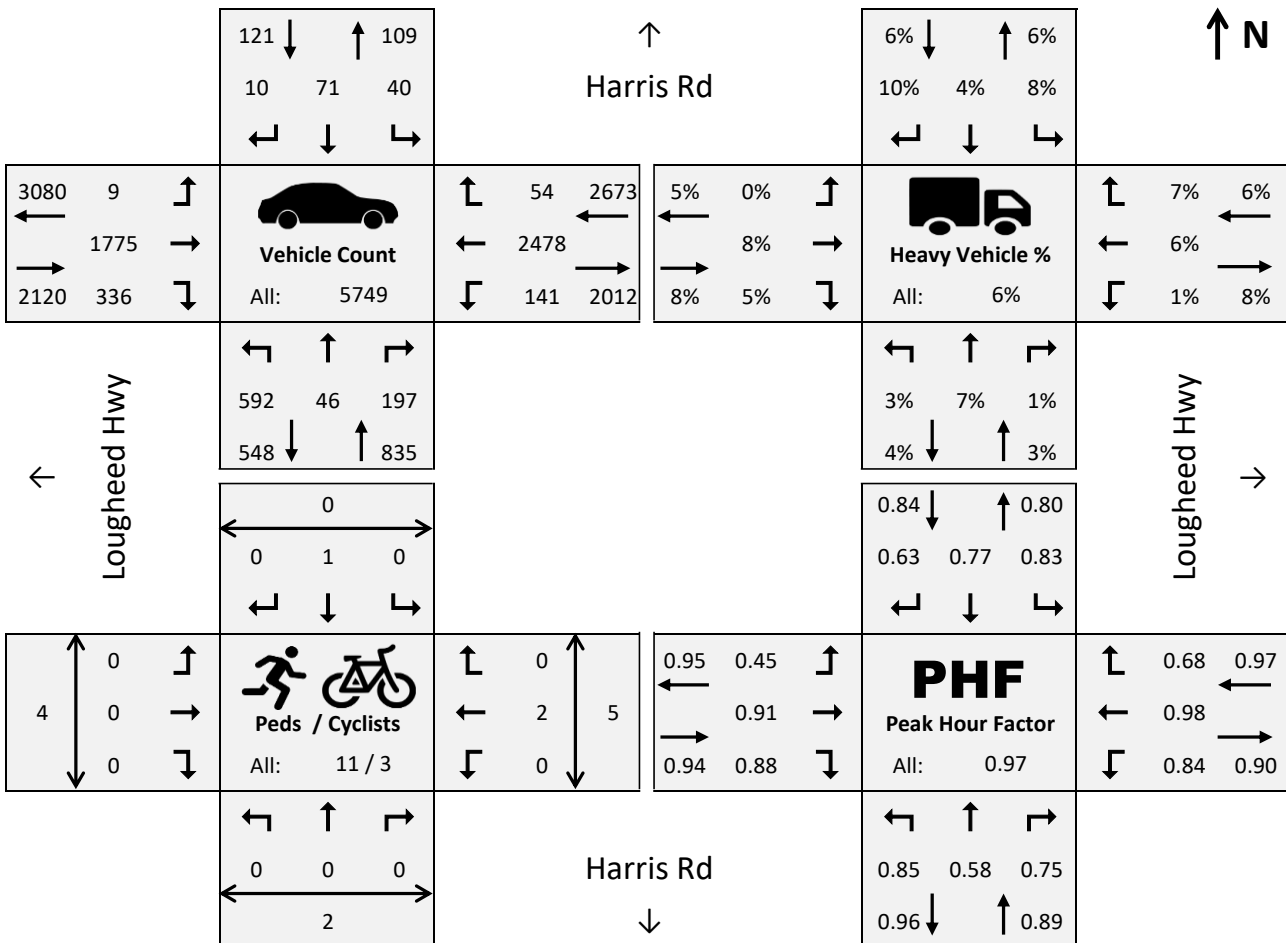 121 109 6% 6% N
Harris Rd
10 71 40 10% 4% 8%
3080 9 54 2673 5% 0% 7% 6%
1775 2478 8% 6%
Vehicle Count Heavy Vehicle %
2120 336 All: 5749 141 2012 8% 5% All: 6% 1% 8%
592 46 197 3% 7% 1%
548 835 4% 3%
Lougheed Hwy Lougheed Hwy
0 0.84 0.80
0 1 0 0.63 0.77 0.83
0 0 0.95 0.45 PHF 0.68 0.97
4 0 Peds / Cyclists 2 5 0.91 Peak Hour Factor 0.98
0 All: 11 / 3 0 0.94 0.88 All: 0.97 0.84 0.90
0 0 0 Harris Rd 0.85 0.58 0.75
2 0.96 0.89